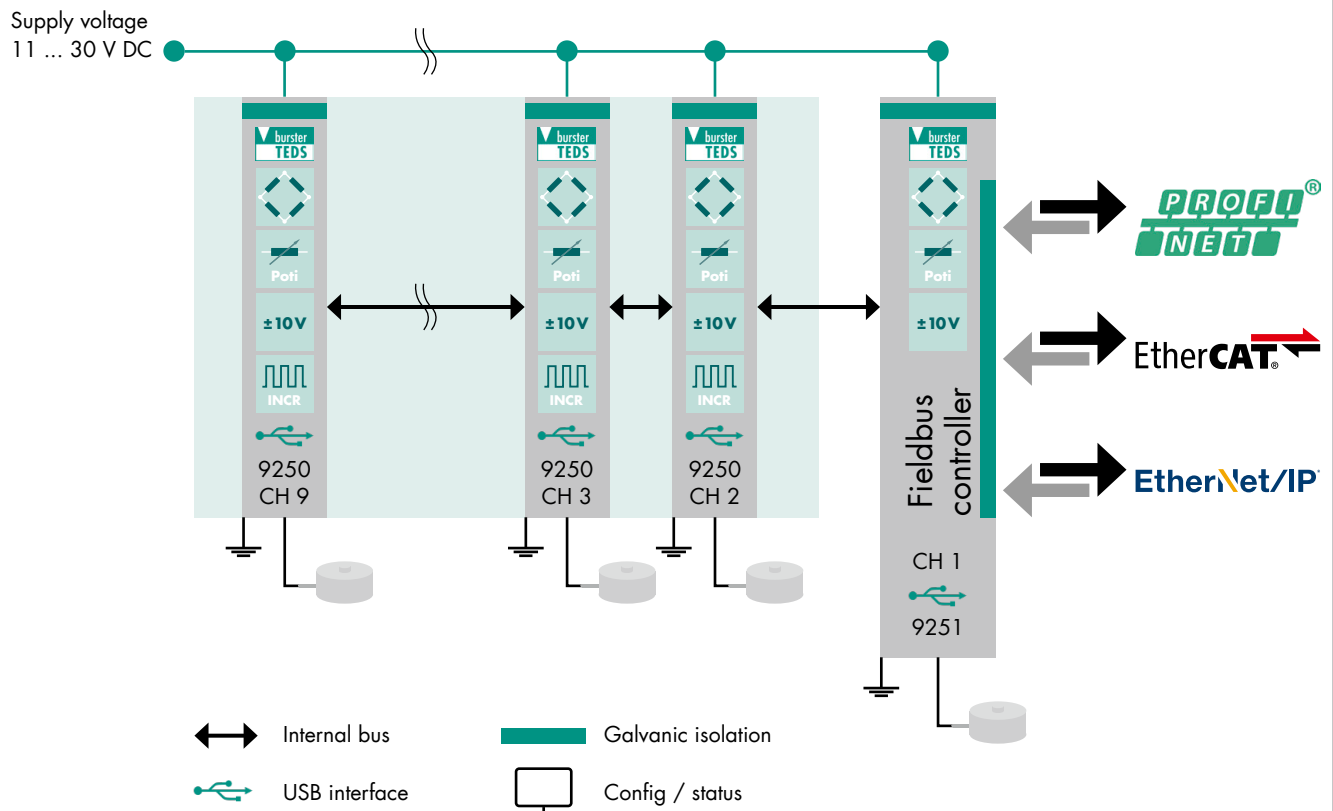 Supply voltage
11 ... 30 V DC
burster
TEDS
Poti
±10V
INCR
9250
CH 9
burster
TEDS
Poti
±10V
INCR
9250
CH 3
burster
TEDS
Poti
±10V
INCR
9250
CH 2
burster
TEDS
Poti
±10V
Fieldbus
controller
CH 1
9251
PROFI®
NET
EtherCAT®
EtherNet/IP
Internal bus
Galvanic isolation
USB interface
Config / status